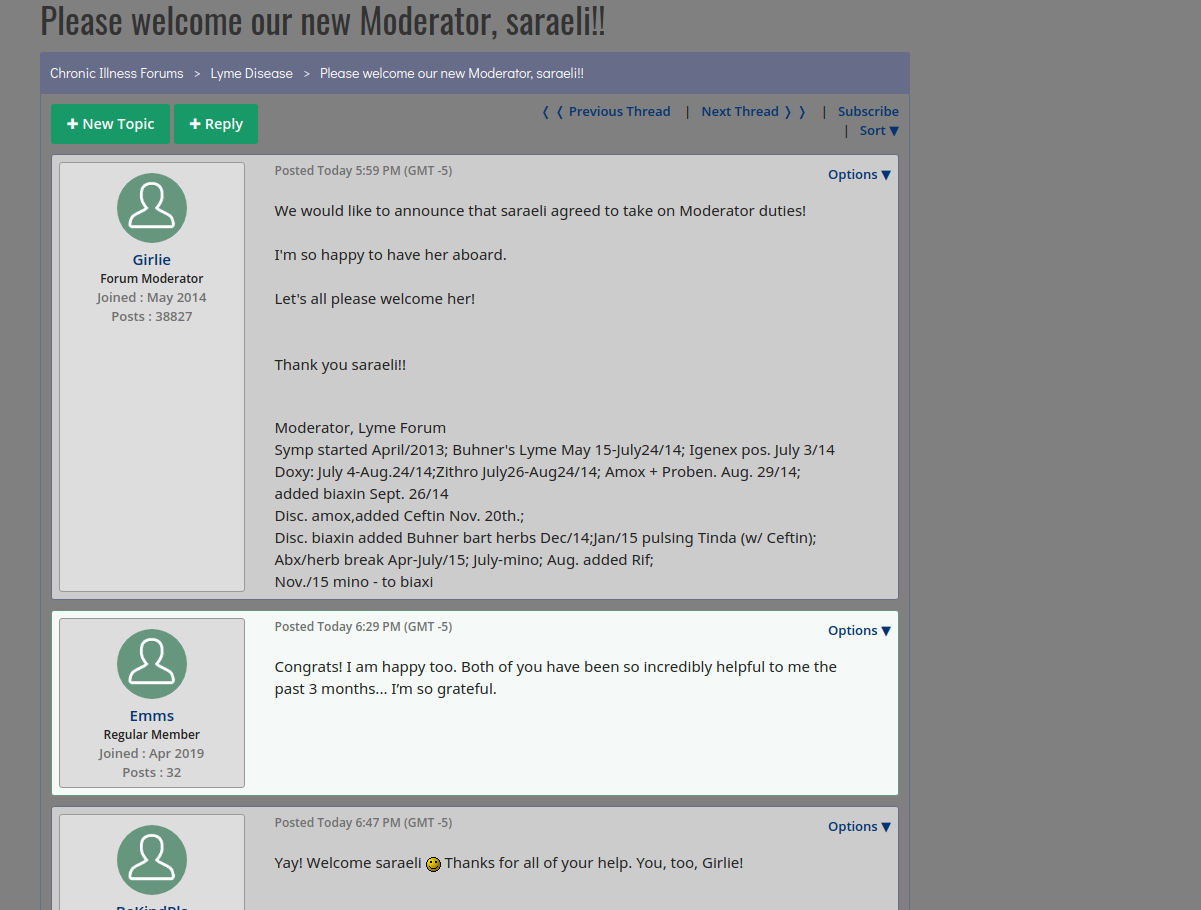 Please welcome our new Moderator, saraeli!!
Chronic Illness Forums > Lyme Disease > Please welcome our new Moderator, saraeli!!
+ New Topic + Reply
❬ ❬ Previous Thread | Next Thread ❭ ❭ | Subscribe
| Sort ▼
Posted Today 5:59 PM (GMT -5)
Options ▼
Girlie
Forum Moderator
Joined : May 2014
Posts : 38827
We would like to announce that saraeli agreed to take on Moderator duties!
I'm so happy to have her aboard.
Let's all please welcome her!
Thank you saraeli!!
Moderator, Lyme Forum
Symp started April/2013; Buhner's Lyme May 15-July24/14; Igenex pos. July 3/14
Doxy: July 4-Aug.24/14;Zithro July26-Aug24/14; Amox + Proben. Aug. 29/14;
added biaxin Sept. 26/14
Disc. amox,added Ceftin Nov. 20th.;
Disc. biaxin added Buhner bart herbs Dec/14;Jan/15 pulsing Tinda (w/ Ceftin);
Abx/herb break Apr-July/15; July-mino; Aug. added Rif;
Nov./15 mino - to biaxi
Posted Today 6:29 PM (GMT -5)
Options ▼
Emms
Regular Member
Joined : Apr 2019
Posts : 32
Congrats! I am happy too. Both of you have been so incredibly helpful to me the
past 3 months... I’m so grateful.
Posted Today 6:47 PM (GMT -5)
Options ▼
Yay! Welcome saraeli Thanks for all of your help. You, too, Girlie!